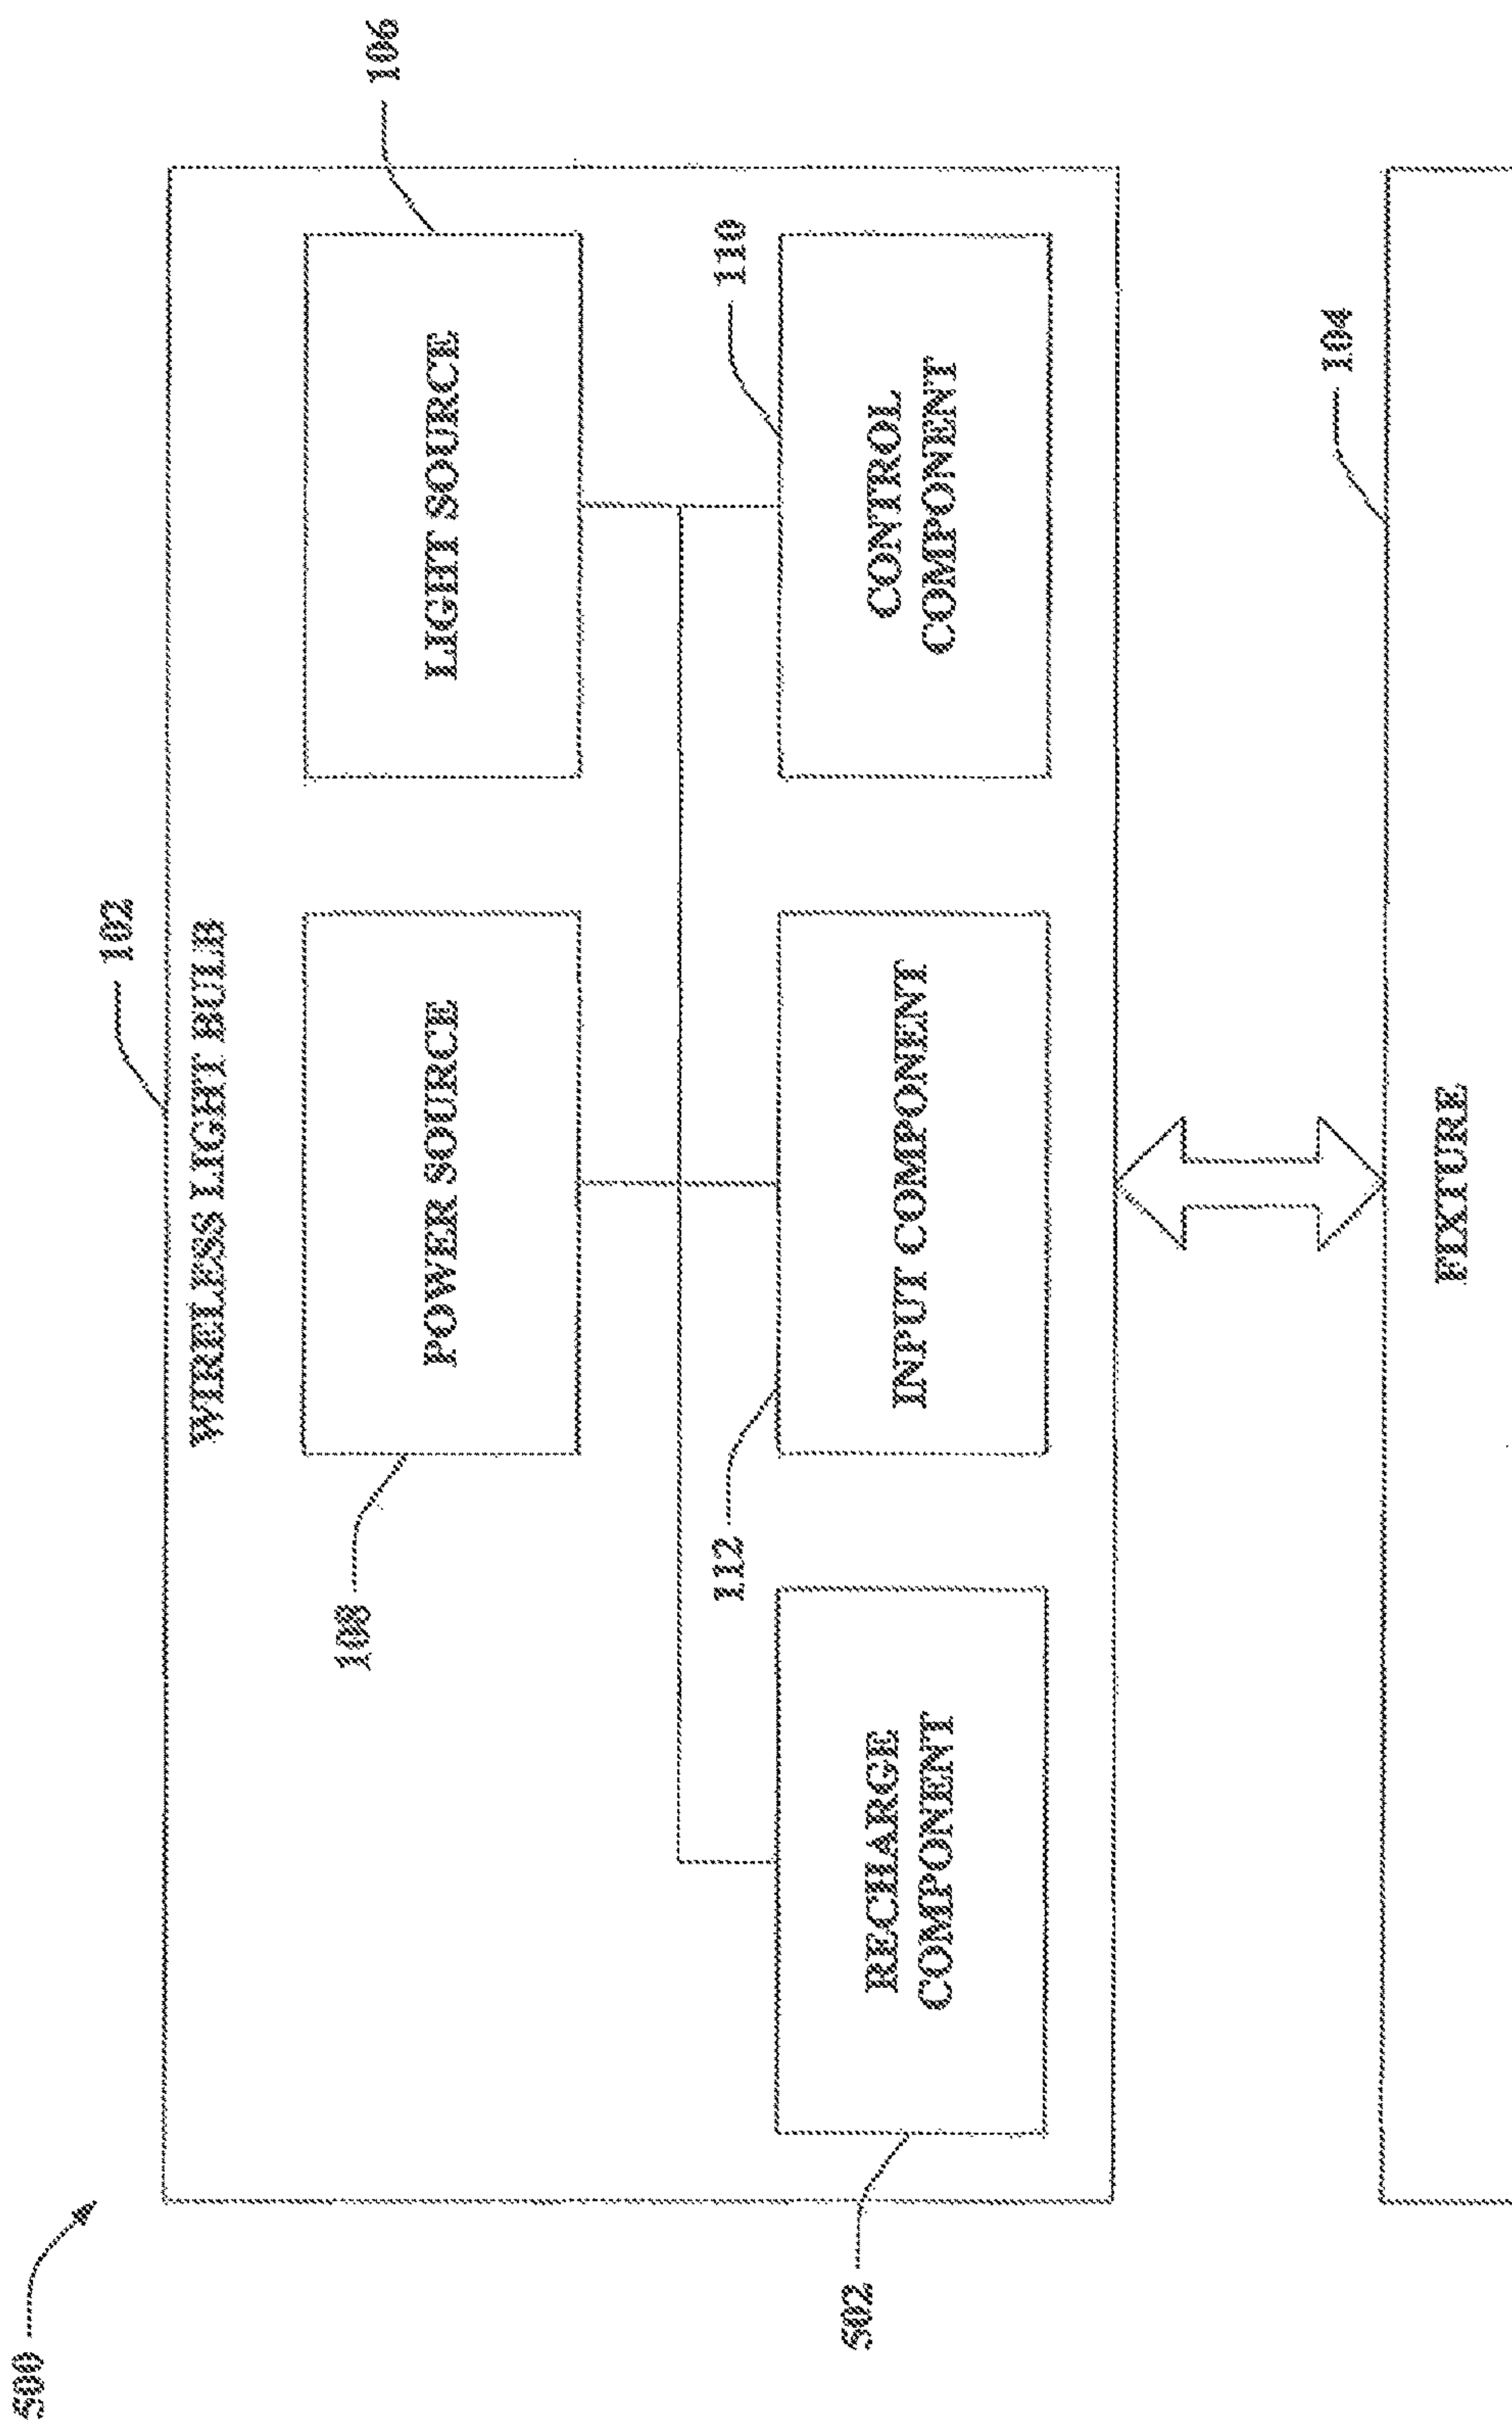 500
102
WIRELESS LIGHT BULB
108
POWER SOURCE
LIGHT SOURCE
106
112
110
RECHARGE
COMPONENT
INPUT COMPONENT
CONTROL
COMPONENT
502
104
FIXTURE